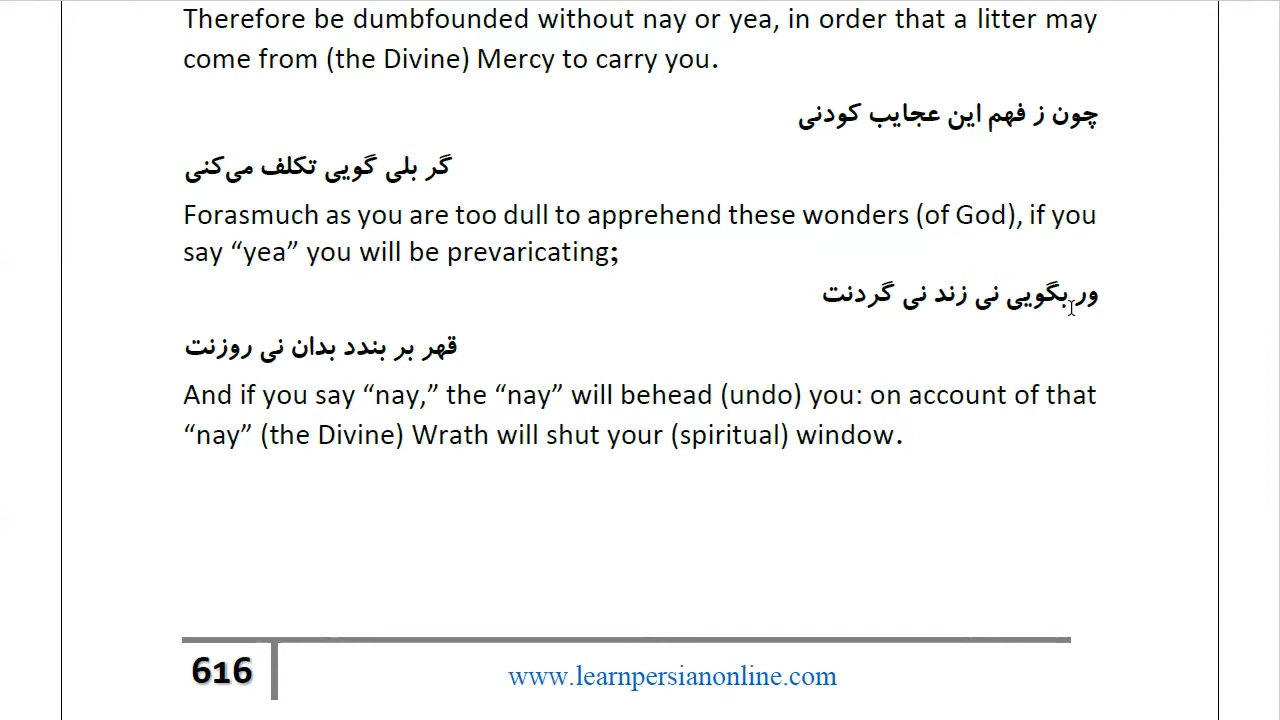 Therefore be dumbfounded without nay or yea, in order that a litter may
come from (the Divine) Mercy to carry you.
چون ز فهم این عجایب کودنی
گر بلی گویی تکلف می‌کنی
Forasmuch as you are too dull to apprehend these wonders (of God), if you
say “yea” you will be prevaricating;
ور بگویی نی زند نی گردنت
قهر بر بندد بدان نی روزنت
And if you say “nay,” the “nay” will behead (undo) you: on account of that
“nay” (the Divine) Wrath will shut your (spiritual) window.
616
www.learnpersianonline.com